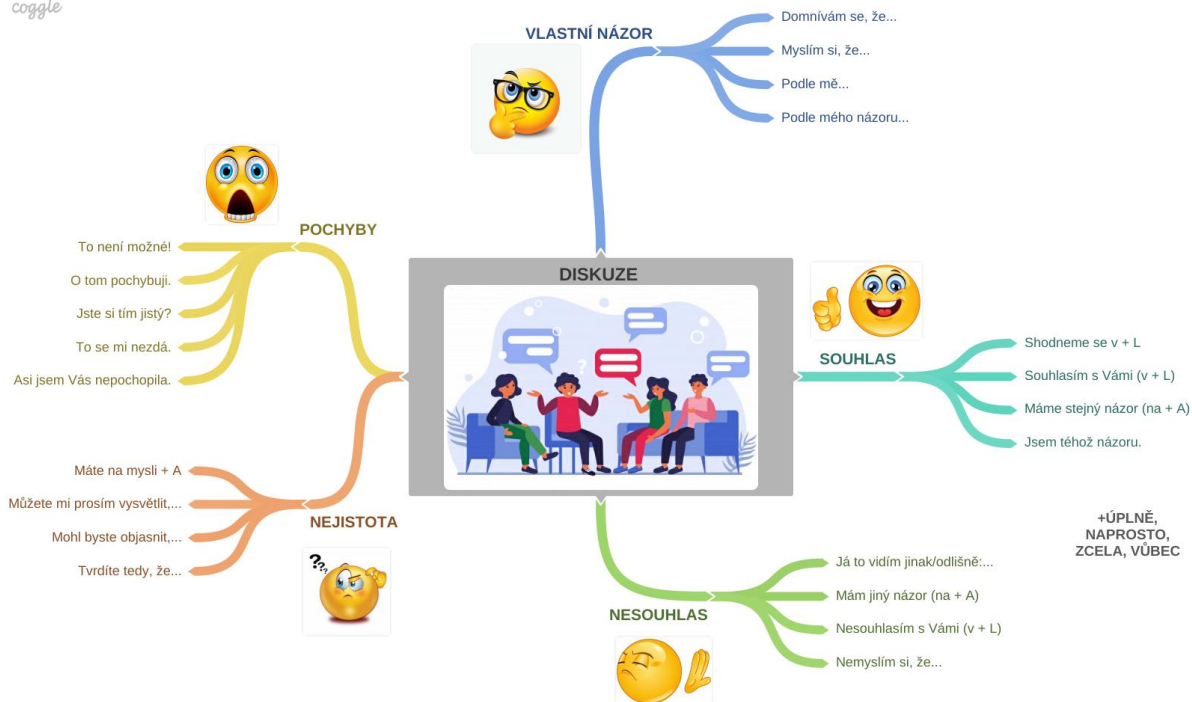 coggle
VLASTNÍ NÁZOR
Domnívám se, že...
Myslím si, že...
Podle mě...
Podle mého názoru...
POCHYBY
To není možné!
O tom pochybuji.
Jste si tím jistý?
To se mi nezdá.
Asi jsem Vás nepochopila.
DISKUZE
?
SOUHLAS
Shodneme se v + L
Souhlasím s Vámi (v + L)
Máme stejný názor (na + A)
Jsem téhož názoru.
NEJISTOTA
Máte na mysli + A
Můžete mi prosím vysvětlit,...
Mohl byste objasnit,...
Tvrdíte tedy, že...
???
+ÚPLNĚ,
NAPROSTO,
ZCELA, VŮBEC
NESOUHLAS
Já to vidím jinak/odlišně:...
Mám jiný názor (na + A)
Nesouhlasím s Vámi (v + L)
Nemyslím si, že...